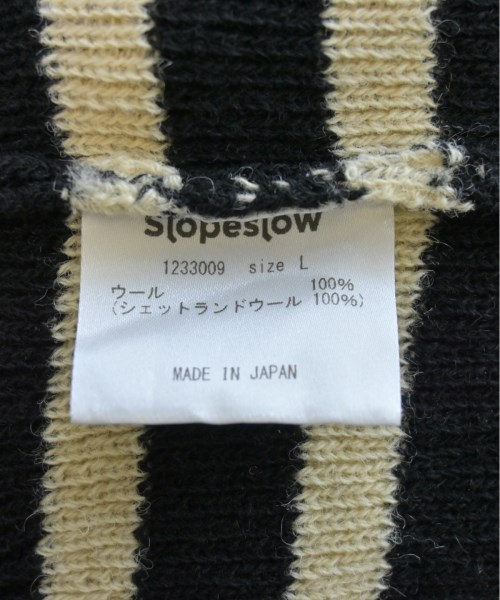 Slopeslow
1233009 size L
ウール 100%
(シェットランドウール 100%)
MADE IN JAPAN